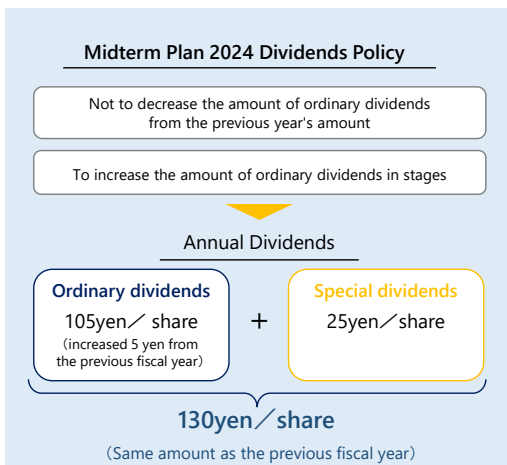 Midterm Plan 2024 Dividends Policy
Not to decrease the amount of ordinary dividends
from the previous year's amount
To increase the amount of ordinary dividends in stages
Annual Dividends
Ordinary dividends
105yen／ share
（increased 5 yen from
the previous fiscal year）
+
Special dividends
25yen／share
130yen／share
（Same amount as the previous fiscal year）